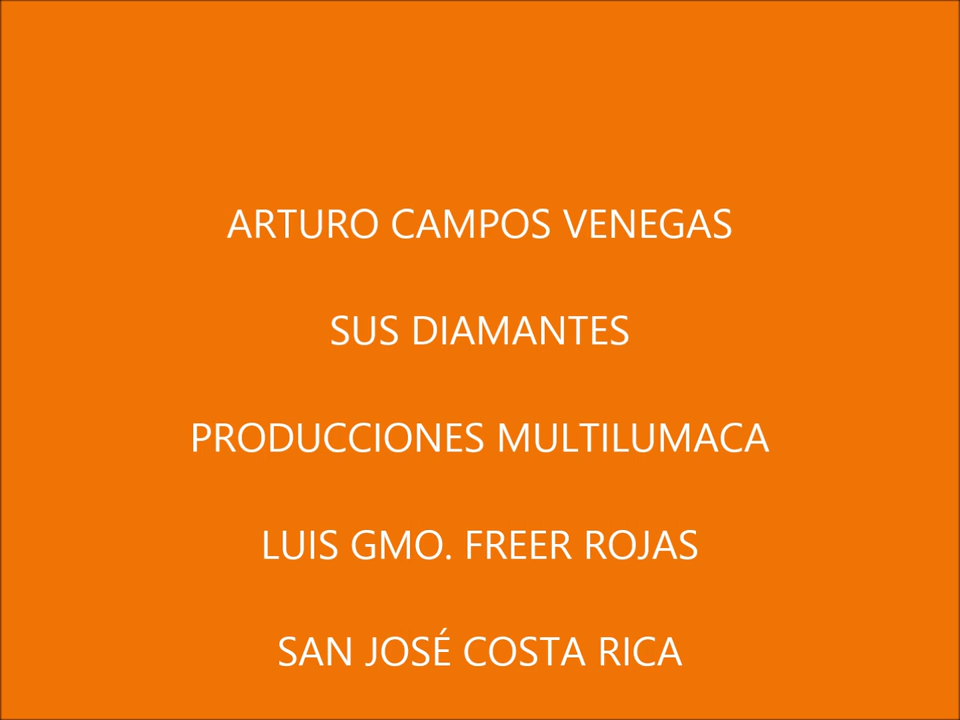 ARTURO CAMPOS VENEGAS
SUS DIAMANTES
PRODUCCIONES MULTILUMACA
LUIS GMO. FREER ROJAS
SAN JOSÉ COSTA RICA